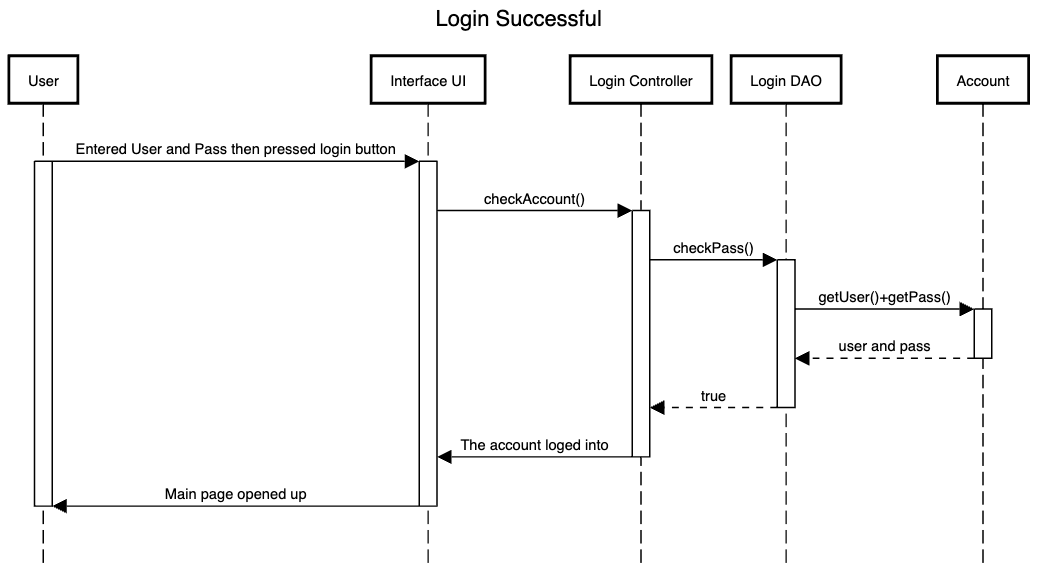 Login Successful
User
Interface UI
Login Controller
Login DAO
Account
Entered User and Pass then pressed login button
checkAccount()
checkPass()
getUser()+getPass()
user and pass
true
The account loged into
Main page opened up